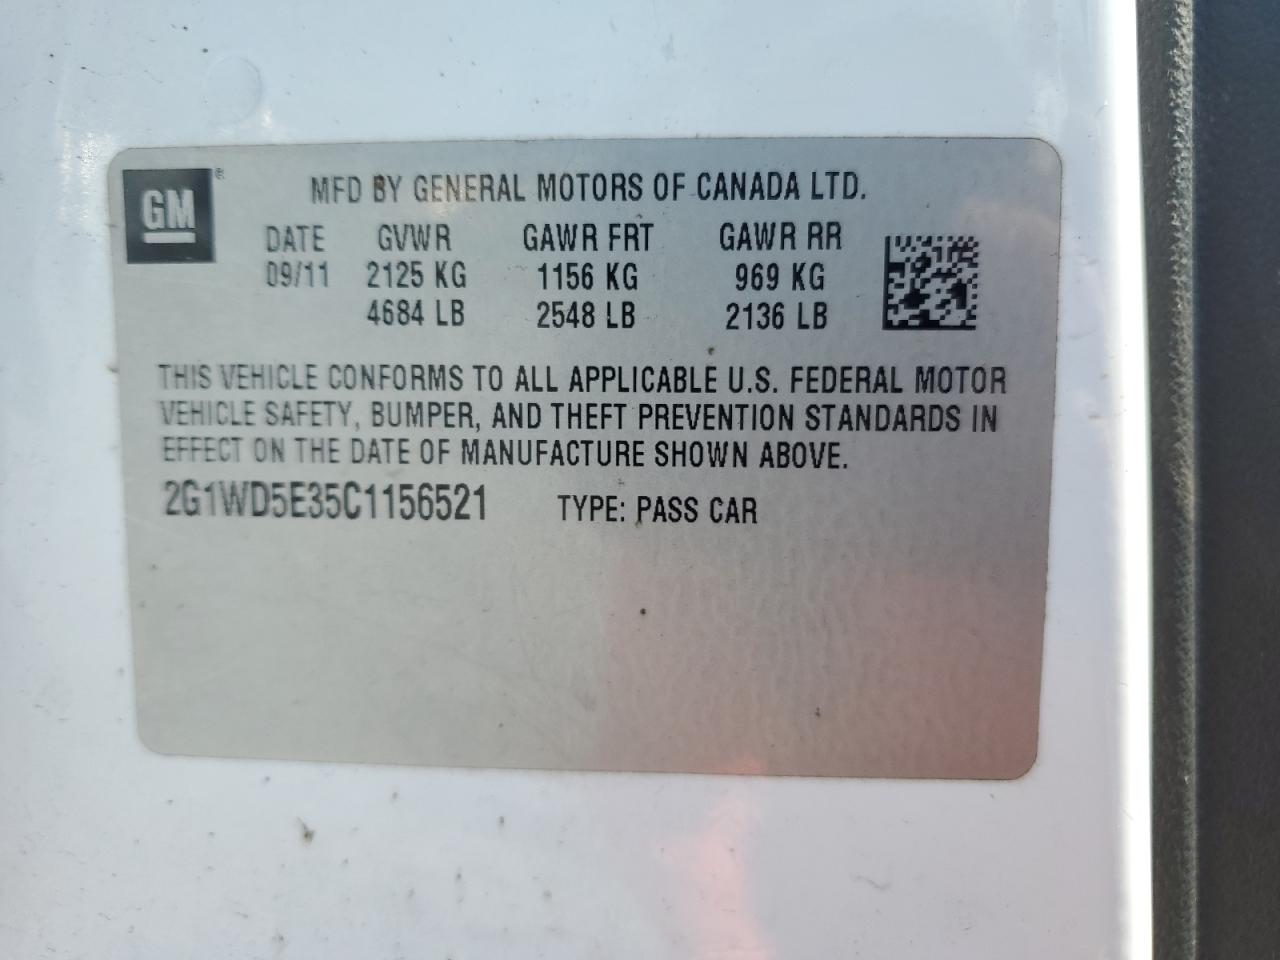 GM®
MFD BY GENERAL MOTORS OF CANADA LTD.
DATE GVWR GAWR FRT GAWR RR
09/11 2125 KG 1156 KG 969 KG
4684 LB 2548 LB 2136 LB
THIS VEHICLE CONFORMS TO ALL APPLICABLE U.S. FEDERAL MOTOR
VEHICLE SAFETY, BUMPER, AND THEFT PREVENTION STANDARDS IN
EFFECT ON THE DATE OF MANUFACTURE SHOWN ABOVE.
2G1WD5E35C1156521 TYPE: PASS CAR